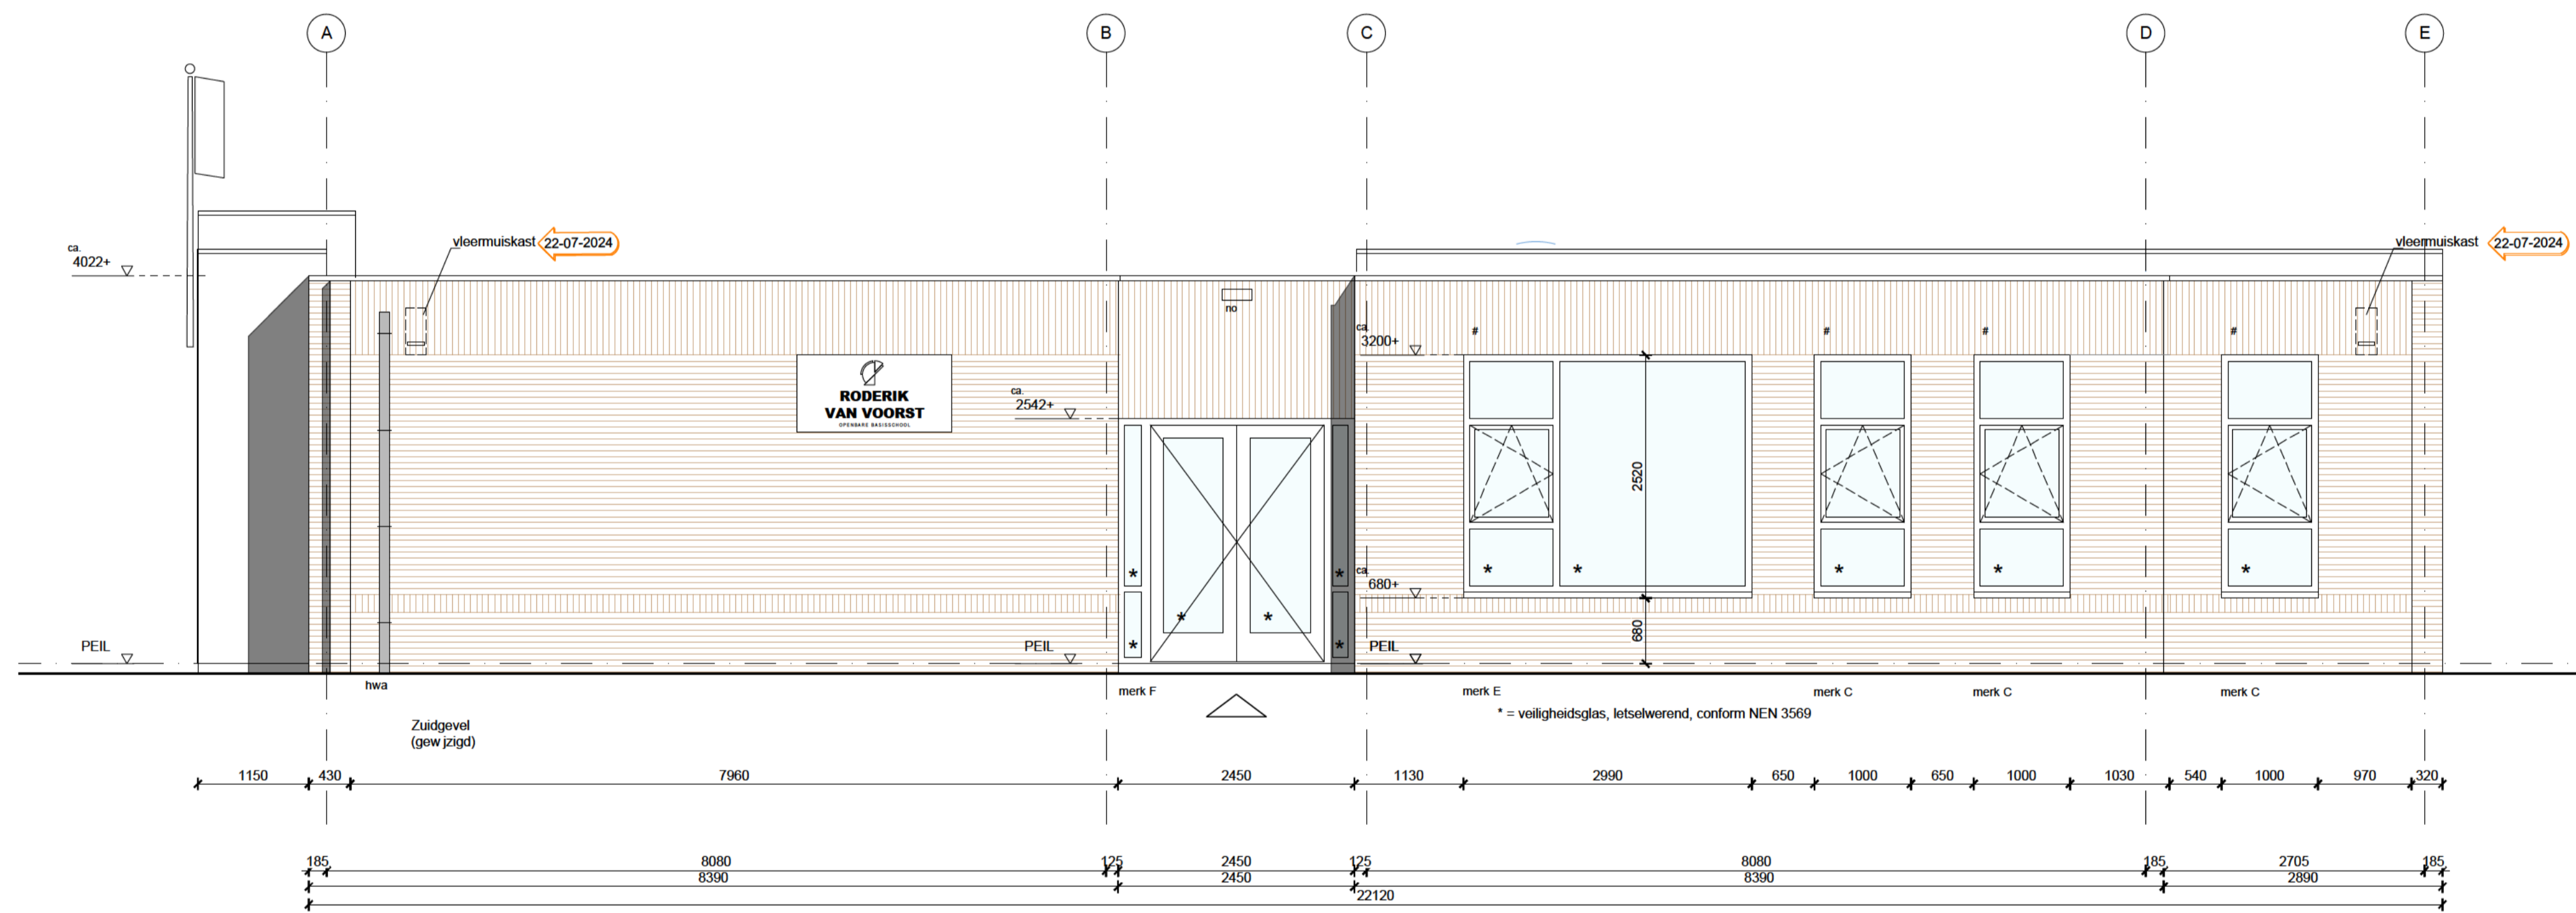 A
B
C
D
E
ca.
4022+
vleermuiskast 22-07-2024
vleermuiskast 22-07-2024
no
ca.
3200+
#
#
#
#
RODERIK
VAN VOORST
OPENBARE BASISSCHOOL
ca.
2542+
2520
* *
ca.
680+
* *
*
*
*
* *
* *
680
PEIL
PEIL
PEIL
hwa
merk F
merk E
merk C
merk C
merk C
* = veiligheidsglas, letselwerend, conform NEN 3569
Zuidgevel
(gew jzigd)
1150 430 7960 2450 1130 2990 650 1000 650 1000 1030 540 1000 970 320
185 8080 125 2450 125 8080 185 2705 185
8390 2450 8390 2890
22120